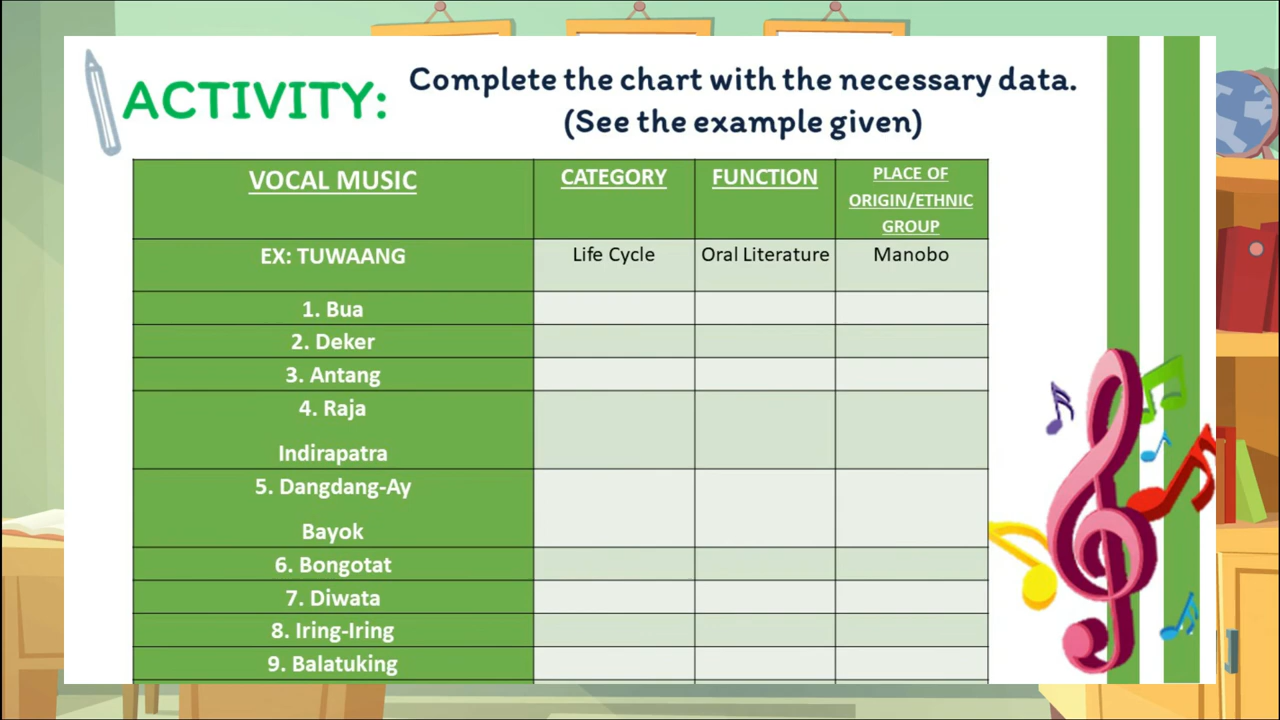 ACTIVITY:
Complete the chart with the necessary data.
(See the example given)
VOCAL MUSIC
CATEGORY
FUNCTION
PLACE OF
ORIGIN/ETHNIC
GROUP
EX: TUWAANG
Life Cycle
Oral Literature
Manobo
1. Bua
2. Deker
3. Antang
4. Raja
Indirapatra
5. Dangdang-Ay
Bayok
6. Bongotat
7. Diwata
8. Iring-Iring
9. Balatuking